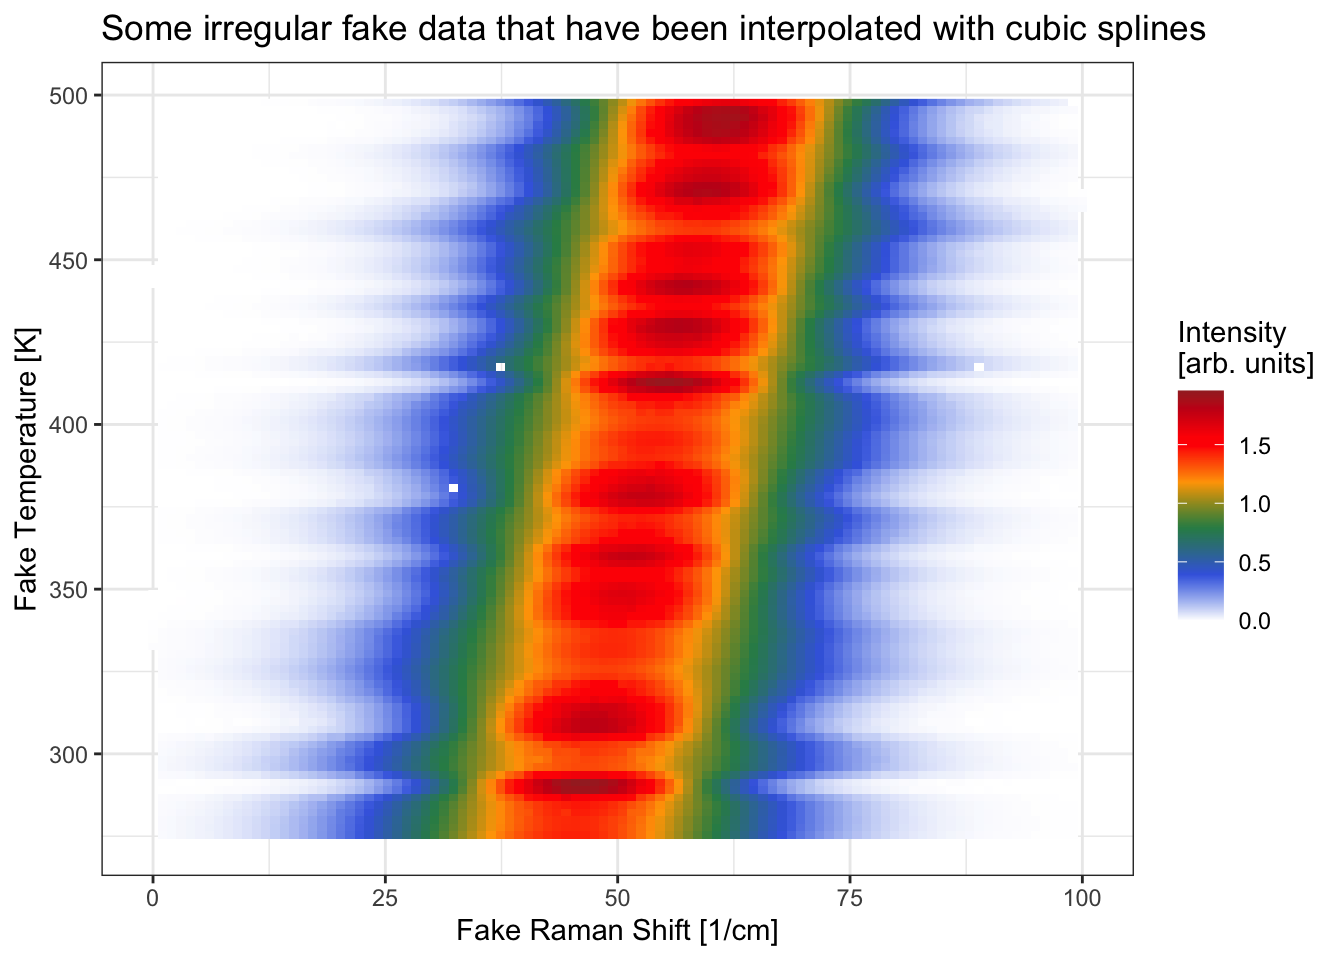 Some irregular fake data that have been interpolated with cubic splines
500
450
400
350
300
Fake Temperature [K]
0
25
50
75
100
Fake Raman Shift [1/cm]
Intensity
[arb. units]
1.5
1.0
0.5
0.0